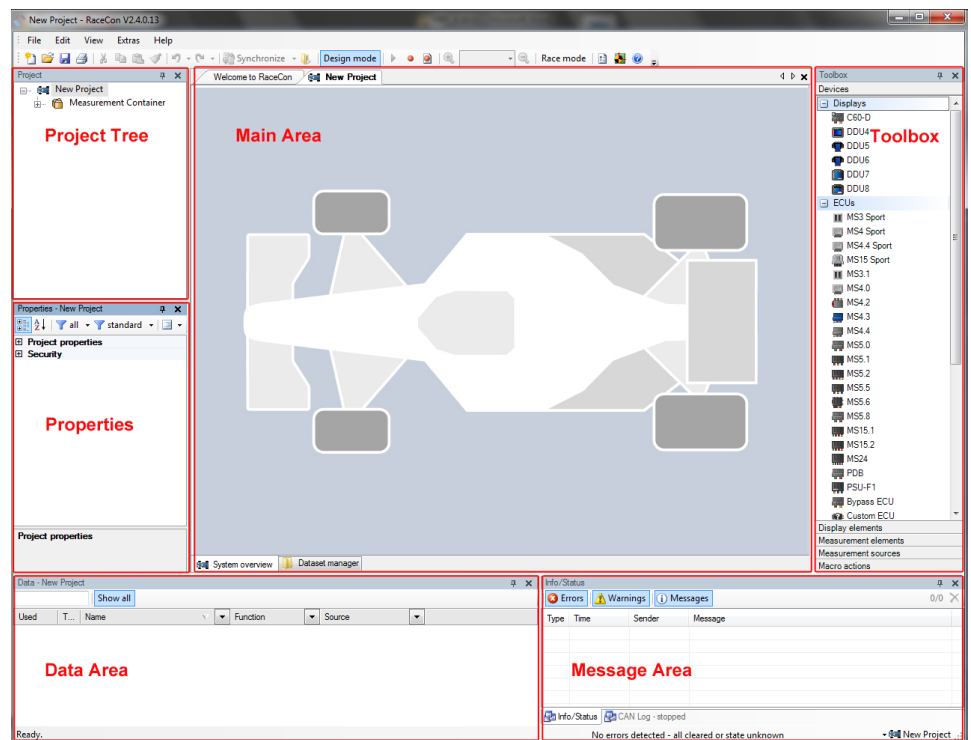 New Project - RaceCon V2.4.0.13
File Edit View Extras Help
Synchronize Design mode Race mode
Project
New Project
Measurement Container
Project Tree
Properties - New Project
all standard
Project properties
Security
Properties
Project properties
Welcome to RaceCon New Project
Main Area
System overview Dataset manager
Toolbox
Devices
Displays
C60-D
DDU4
Toolbox
DDU5
DDU6
DDU7
DDU8
ECUs
MS3 Sport
MS4 Sport
MS4.4 Sport
MS15 Sport
MS3.1
MS4.0
MS4.2
MS4.3
MS4.4
MS5.0
MS5.1
MS5.2
MS5.5
MS5.6
MS5.8
MS15.1
MS15.2
MS24
PDB
PSU-F1
Bypass ECU
Custom ECU
Display elements
Measurement elements
Measurement sources
Macro actions
Data - New Project
Show all
Used T... Name Function Source
Data Area
Ready.
Info/Status
Errors Warnings Messages 0/0
Type Time Sender Message
Message Area
Info/Status CAN Log - stopped
No errors detected - all cleared or state unknown New Project